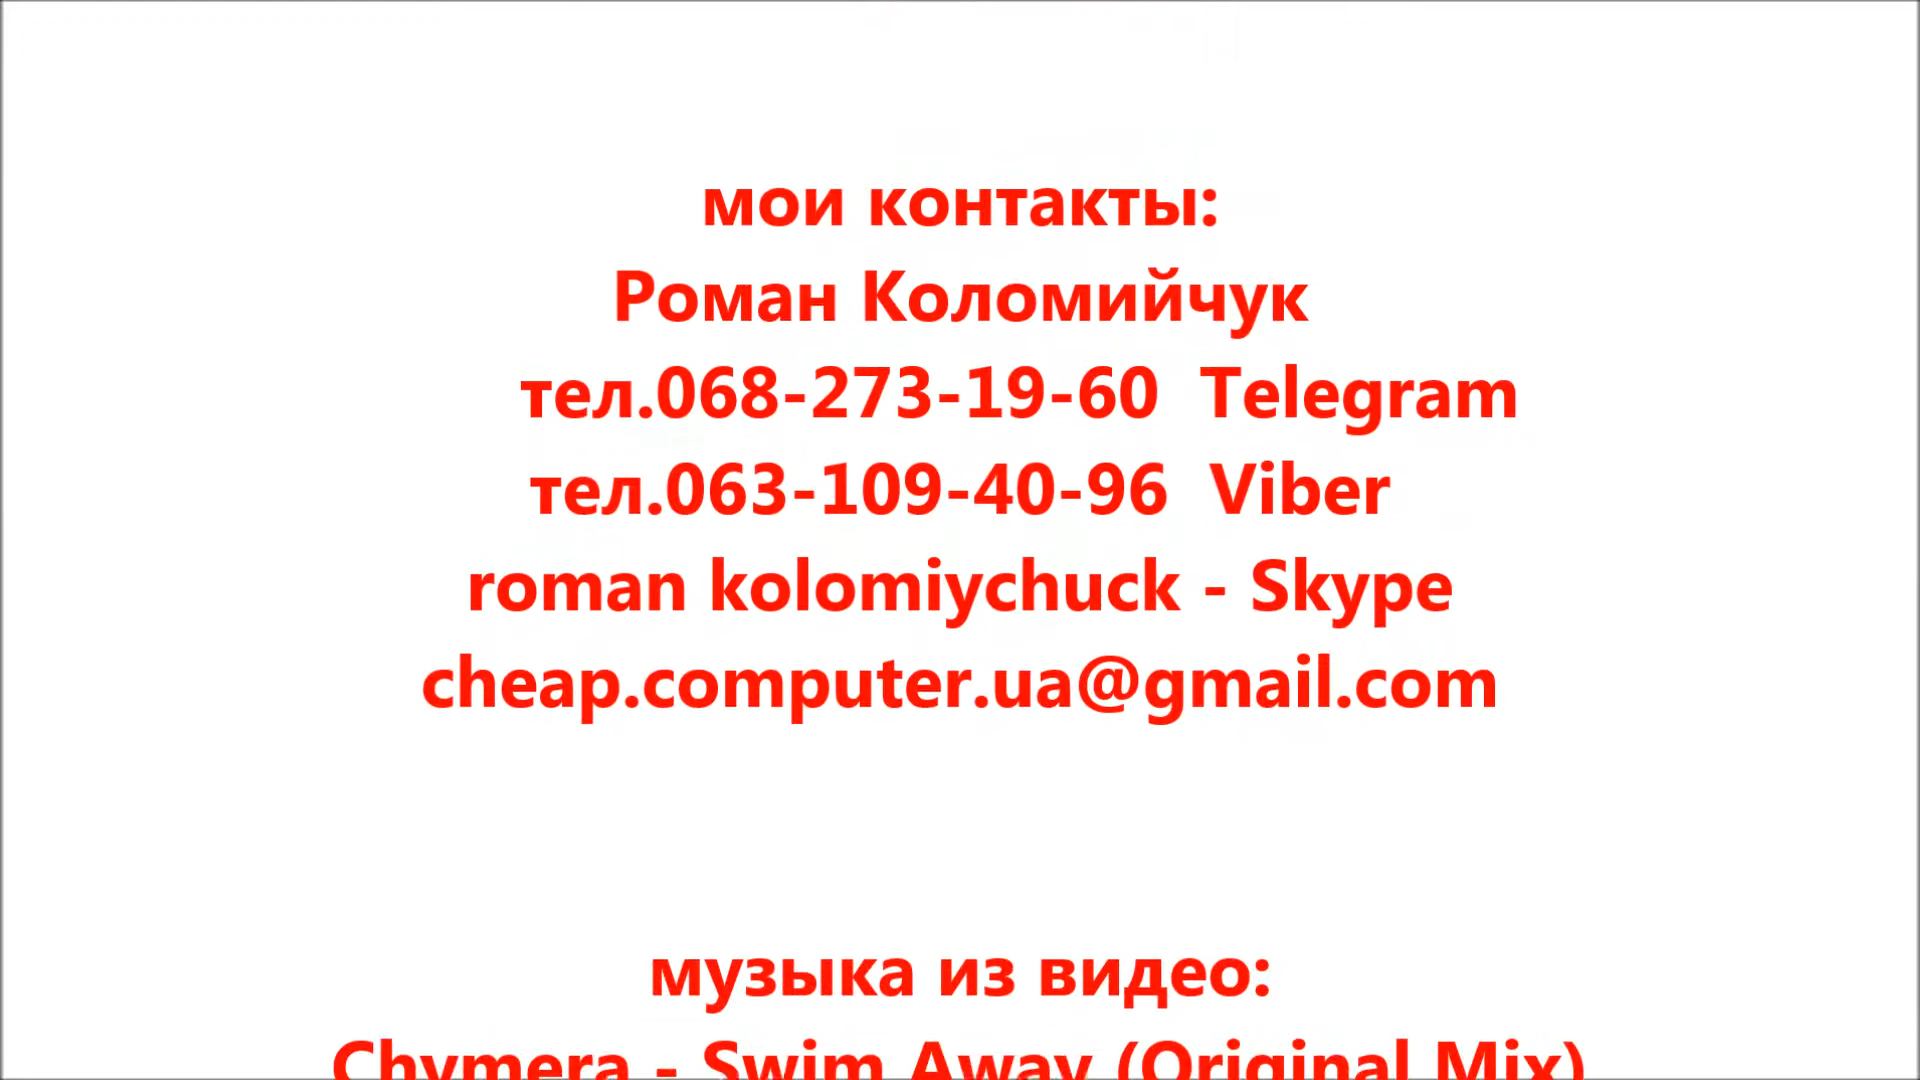 мои контакты:
Роман Коломийчук
тел.068-273-19-60 Telegram
тел.063-109-40-96 Viber
roman kolomiychuck - Skype
cheap.computer.ua@gmail.com
музыка из видео:
Chymera - Swim Away (Original Mix)